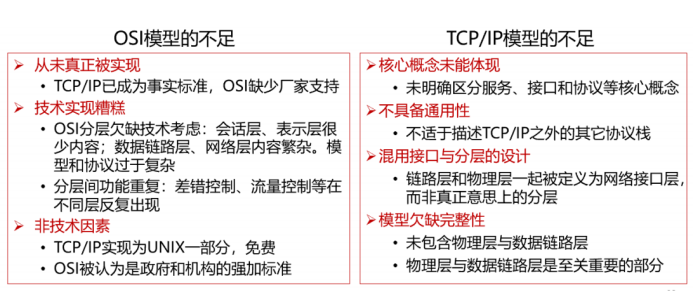 OSI模型的不足
➢ 从未真正被实现
• TCP/IP已成为事实标准，OSI缺少厂家支持
➢ 技术实现糟糕
• OSI分层欠缺技术考虑：会话层、表示层很
少内容；数据链路层、网络层内容繁杂。模
型和协议过于复杂
• 分层间功能重复：差错控制、流量控制等在
不同层反复出现
➢ 非技术因素
• TCP/IP实现为UNIX一部分，免费
• OSI被认为是政府和机构的强加标准
TCP/IP模型的不足
➢核心概念未能体现
• 未明确区分服务、接口和协议等核心概念
➢不具备通用性
• 不适于描述TCP/IP之外的其它协议栈
➢混用接口与分层的设计
• 链路层和物理层一起被定义为网络接口层，
而非真正意思上的分层
➢模型欠缺完整性
• 未包含物理层与数据链路层
• 物理层与数据链路层是至关重要的部分